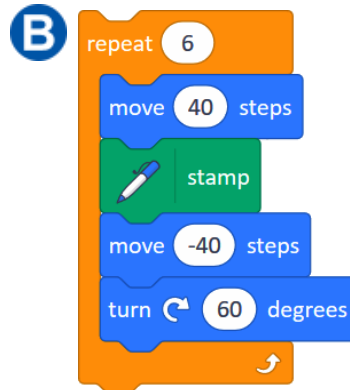 B
repeat 6
move 40 steps
stamp
move -40 steps
turn 60 degrees